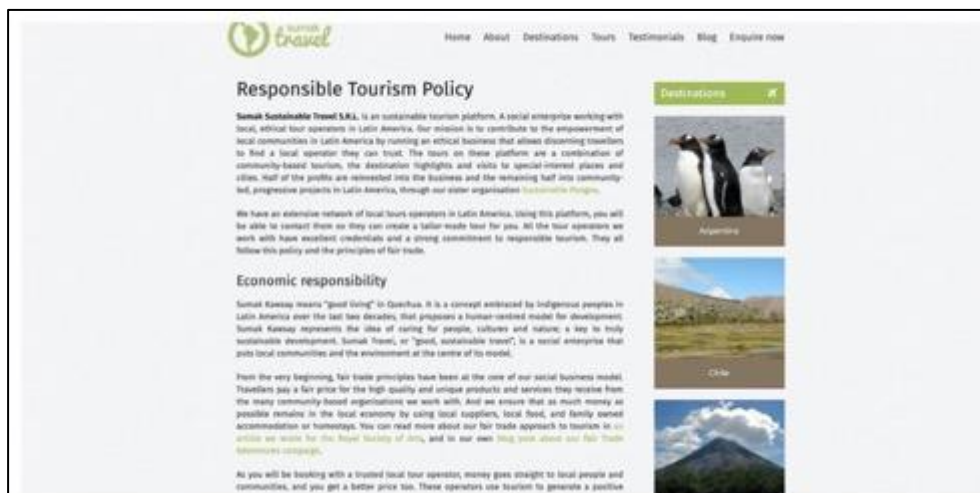 sumak
travel
Home About Destinations Tours Testimonials Blog Enquire now
Responsible Tourism Policy
Sumak Sustainable Travel S.R.L. is an sustainable tourism platform. A social enterprise working with
local, ethical tour operators in Latin America. Our mission is to contribute to the empowerment of
local communities in Latin America by running an ethical business that allows discerning travellers
to find a local operator they can trust. The tours on these platform are a combination of
community-based tourism, the destination highlights and visits to special-interest places and
cities. Half of the profits are reinvested into the business and the remaining half into community-
led, progressive projects in Latin America, through our sister organisation Sustainable
We have an extensive network of local tours operators in Latin America. Using this platform, you will
be able to contact them so they can create a tailor-made tour for you. All the tour operators we
work with have excellent credentials and a strong commitment to responsible tourism. They all
follow this policy and the principles of fair trade.
Economic responsibility
Sumak Kawsay means "good living" in Quechua. It is a concept embraced by indigenous peoples in
Latin America over the last two decades, that proposes a human-centred model for development.
Sumak Kawsay represents the idea of caring for people, cultures and nature; a key to truly
sustainable development. Sumak Travel, or "good, sustainable travel", is a social enterprise that
puts local communities and the environment at the centre of its model.
From the very beginning, fair trade principles have been at the core of our social business model.
Travellers pay a fair price for the high quality and unique products and services they receive from
the many community-based organisations we work with. And we ensure that as much money as
possible remains in the local economy by using local suppliers, local food, and family owned
accommodation or homestays. You can read more about our fair trade approach to tourism in an
article we wrote for the Royal Society of Arts, and in our own blog post about our Fair Trade
Adventures campaign.
As you will be booking with a trusted local tour operator, money goes straight to local people and
communities, and you get a better price too. These operators use tourism to generate a positive
Destinations
Argentina
Chile